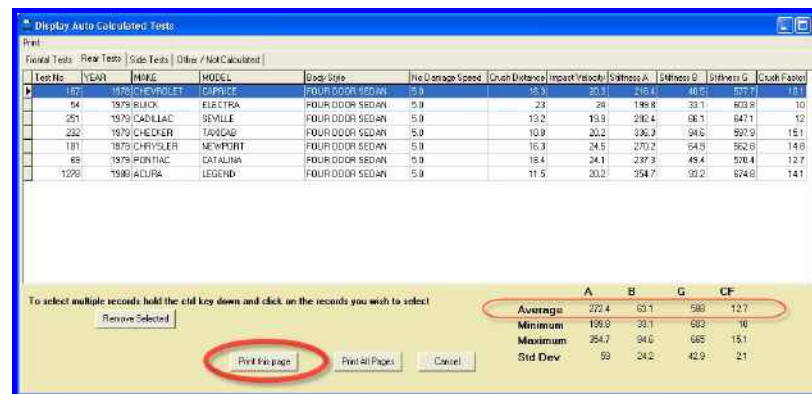 Display Auto Calculated Tests
Print
Frontal Tests Rear Tests Side Tests Other / Not Calculated
Test No YEAR MAKE MODEL Body Style No Damage Speed Crush Distance Impact Velocity Stiffness A Stiffness B Stiffness G Crush Factor
167 1978 CHEVROLET CAPRICE FOUR DOOR SEDAN 5.0 20.3 216.4 40.5 577.7
54 1979 BUICK ELECTRA FOUR DOOR SEDAN 5.0 23 24 199.8 33.1 603.8 10
251 1979 CADILLAC SEVILLE FOUR DOOR SEDAN 5.0 13.2 19.9 292.4 66.1 647.1 12
232 1979 CHECKER TAXICAB FOUR DOOR SEDAN 5.0 20.2 336.3 94.6 597.9 15.1
181 1979 CHRYSLER NEWPORT FOUR DOOR SEDAN 5.0 16.3 24.5 270.2 64.9 562.8 14.8
69 1979 PONTIAC CATALINA FOUR DOOR SEDAN 5.0 18.4 24.1 237.3 49.4 570.4 12.7
1278 1988 ACURA LEGEND FOUR DOOR SEDAN 5.0 11.5 20.2 354.7 93.2 674.8 14.1
A B G CF
To select multiple records hold the ctrl key down and click on the records you wish to select
Average 272.4 63.1 588 12.7
Remove Selected
Minimum 199.8 33.1 10
Maximum 354.7 94.6 665 15.1
Print this page Print All Pages Cancel
Std Dev 59 24.2 42.9 2.1